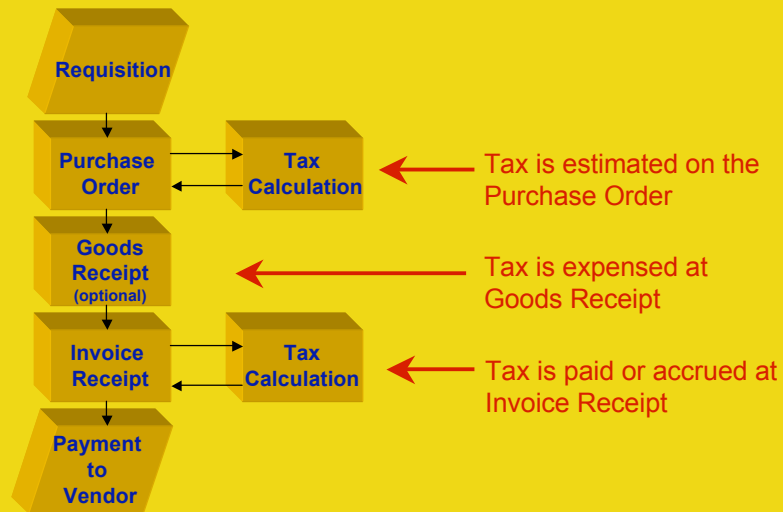 Requisition
Purchase
Order
Tax
Calculation
Tax is estimated on the
Purchase Order
Goods
Receipt
(optional)
Tax is expensed at
Goods Receipt
Invoice
Receipt
Tax
Calculation
Tax is paid or accrued at
Invoice Receipt
Payment
to
Vendor